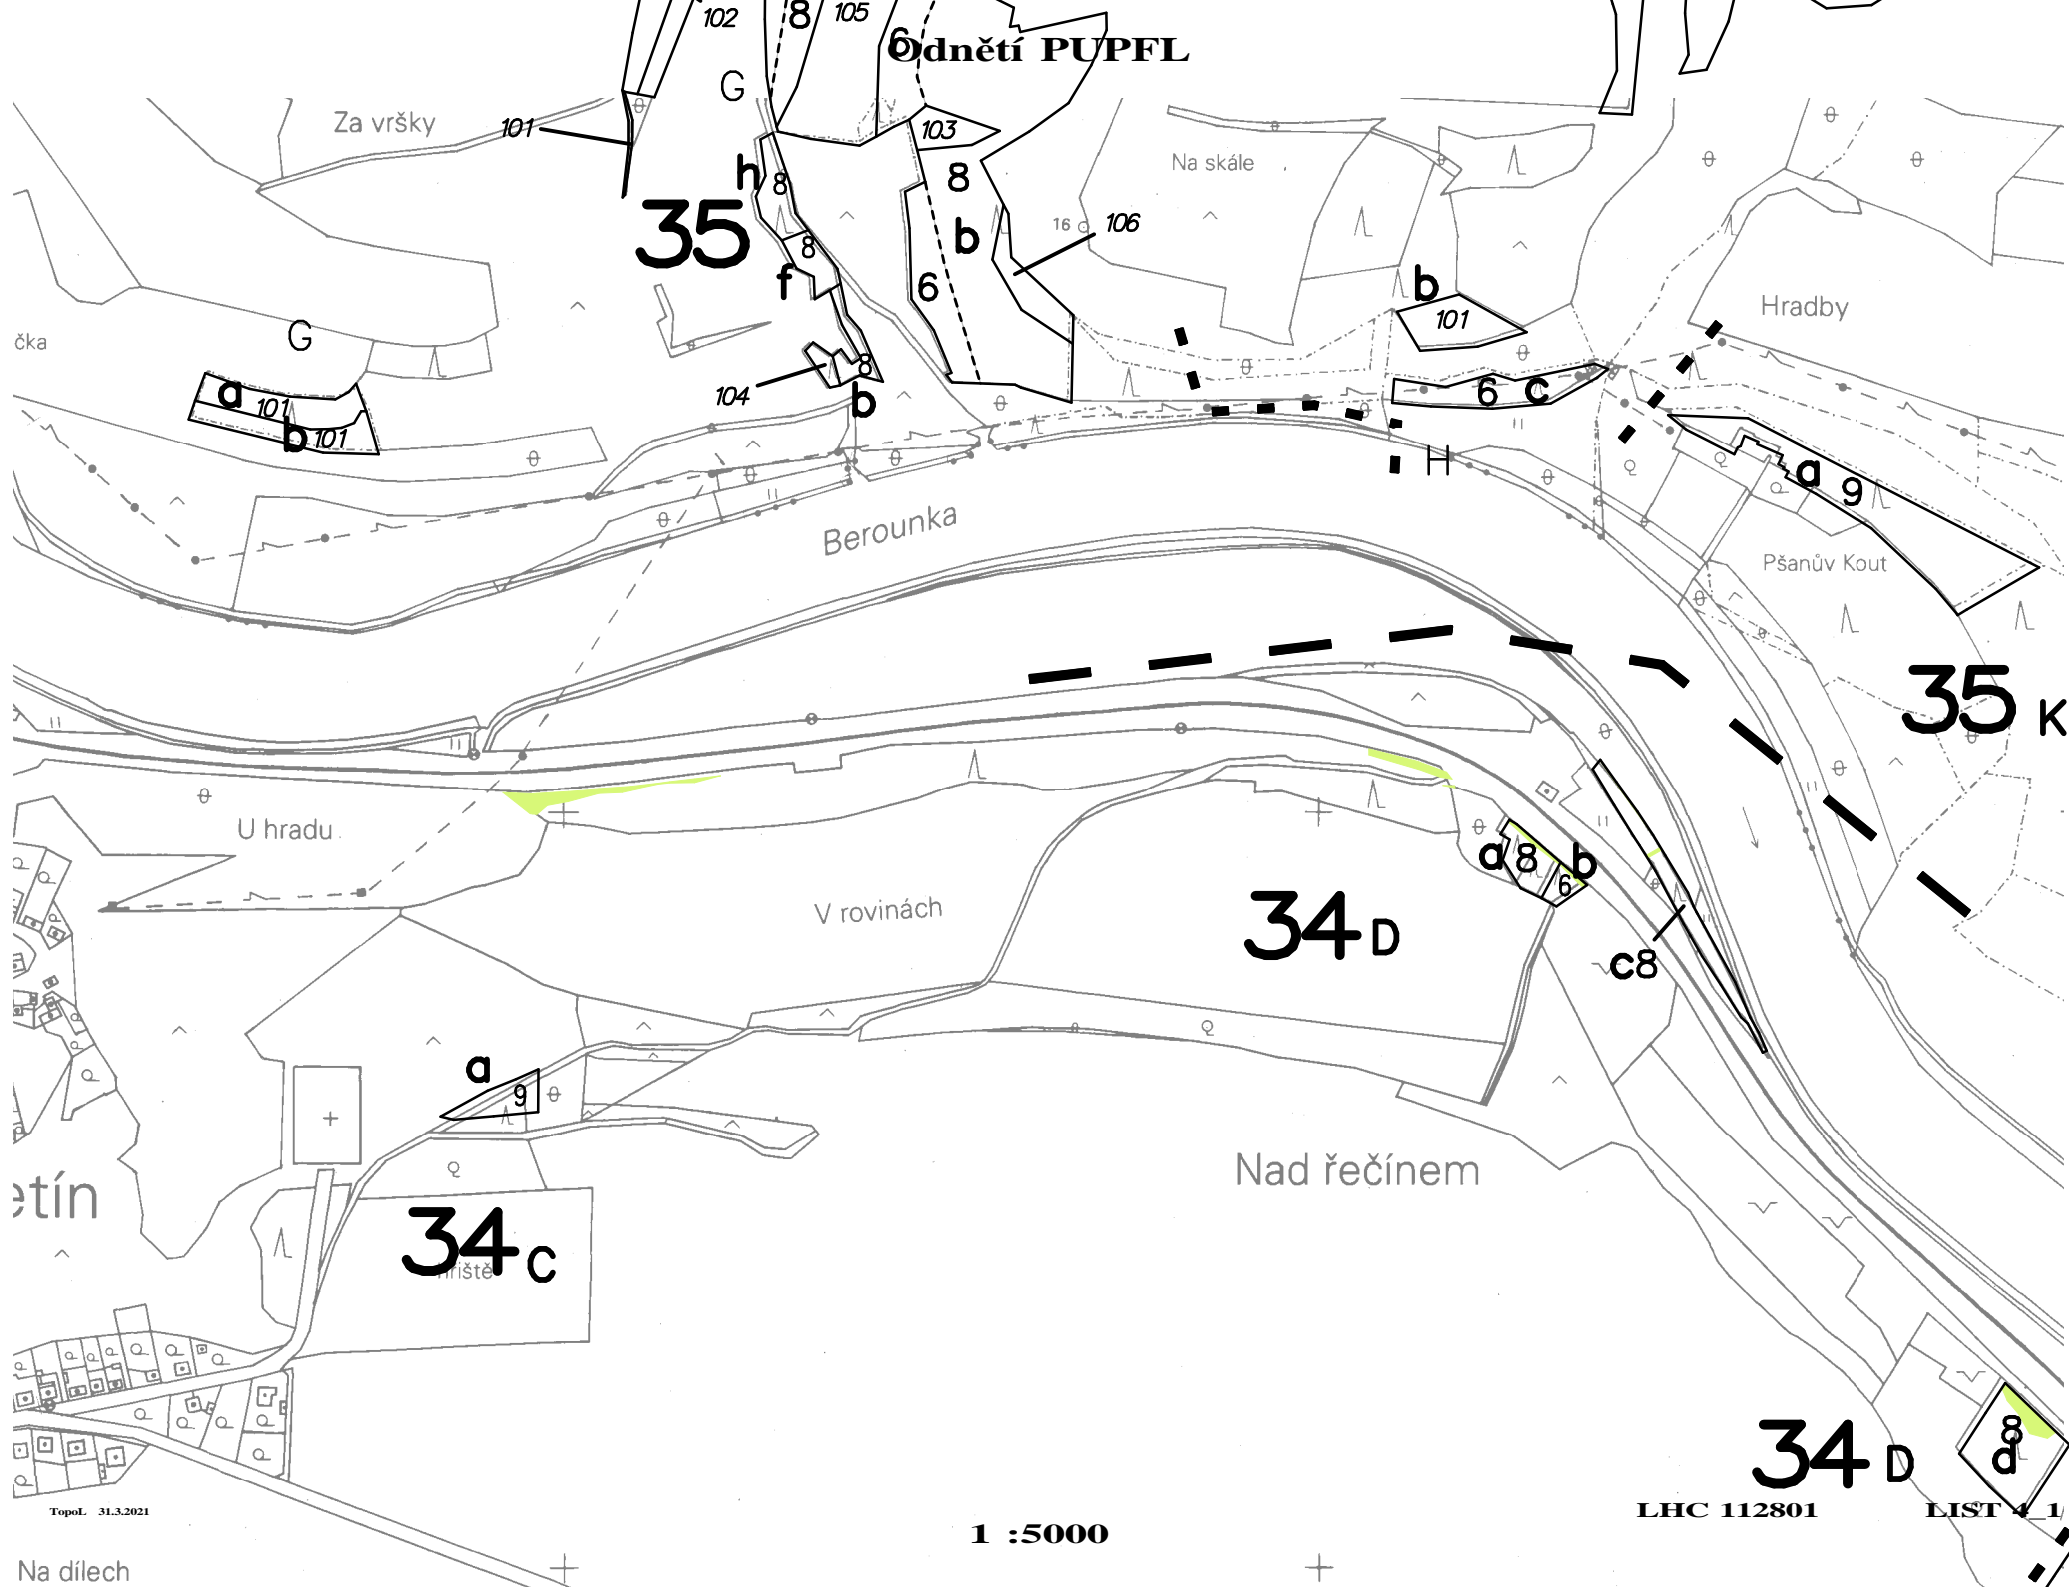 102
8
105
6
Odnětí PUPFL
G
Za vršky
101
103
Na skále
h
8
8
35
b
106
16
8
f
6
b
101
Hradby
G
čka
8
104
b
a
101
b
101
6 c
H
a
9
Berounka
Pšanův Kout
35 K
U hradu
a
8
b
6
V rovinách
34 D
c8
a
9
Nad řečínem
etín
34 C
hřiště
8
d
34 D
TopoL 31.3.2021
LHC 112801
LIST 4_1
1 :5000
Na dílech